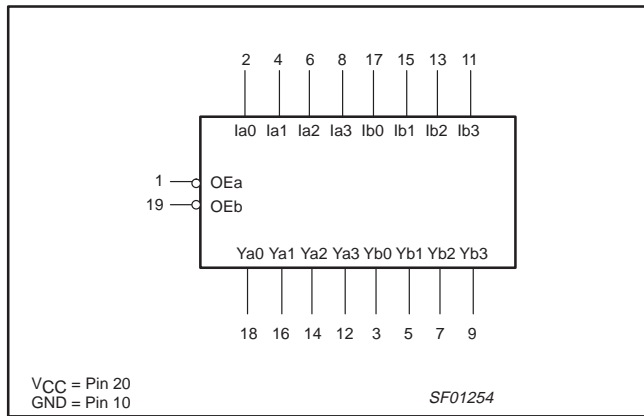 2 4 6 8 17 15 13 11
Ia0 Ia1 Ia2 Ia3 Ib0 Ib1 Ib2 Ib3
1 OEa
19 OEb
Ya0 Ya1 Ya2 Ya3 Yb0 Yb1 Yb2 Yb3
18 16 14 12 3 5 7 9
VCC = Pin 20
GND = Pin 10
SF01254